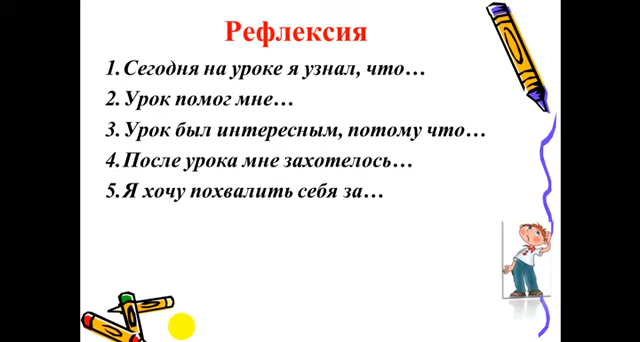 Рефлексия
1. Сегодня на уроке я узнал, что…
2. Урок помог мне…
3. Урок был интересным, потому что…
4. После урока мне захотелось…
5. Я хочу похвалить себя за…